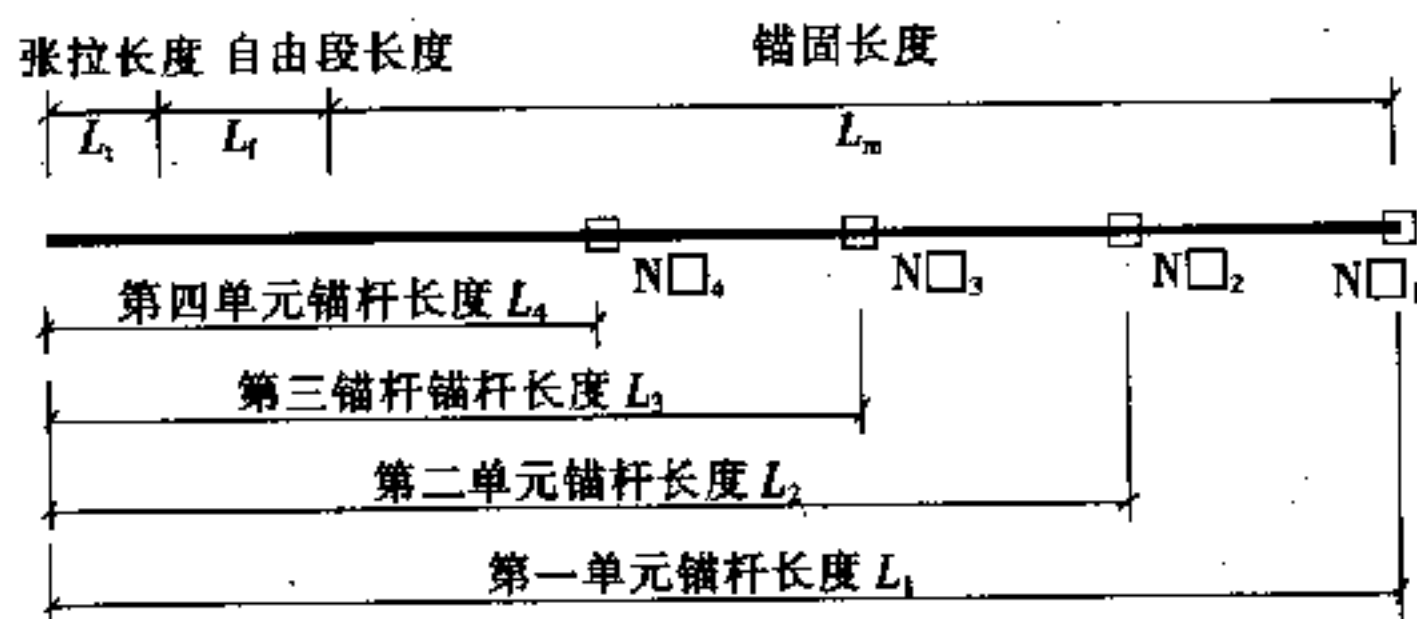 张拉长度 自由段长度 锚固长度
Lt Lf Lm
N□4 N□3 N□2 N□1
第四单元锚杆长度 L4
第三锚杆锚杆长度 L3
第二单元锚杆长度 L2
第一单元锚杆长度 L1